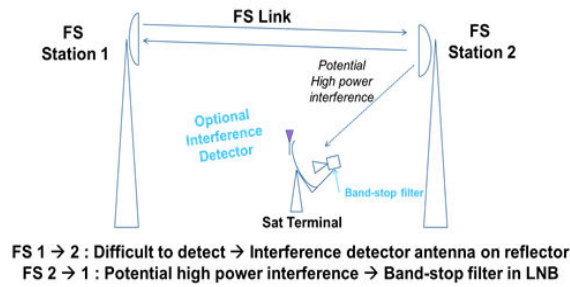 FS Link
FS
Station 1
FS
Station 2
Potential
High power
interference
Optional
Interference
Detector
Band-stop filter
Sat Terminal
FS 1 → 2 : Difficult to detect → Interference detector antenna on reflector
FS 2 → 1 : Potential high power interference → Band-stop filter in LNB